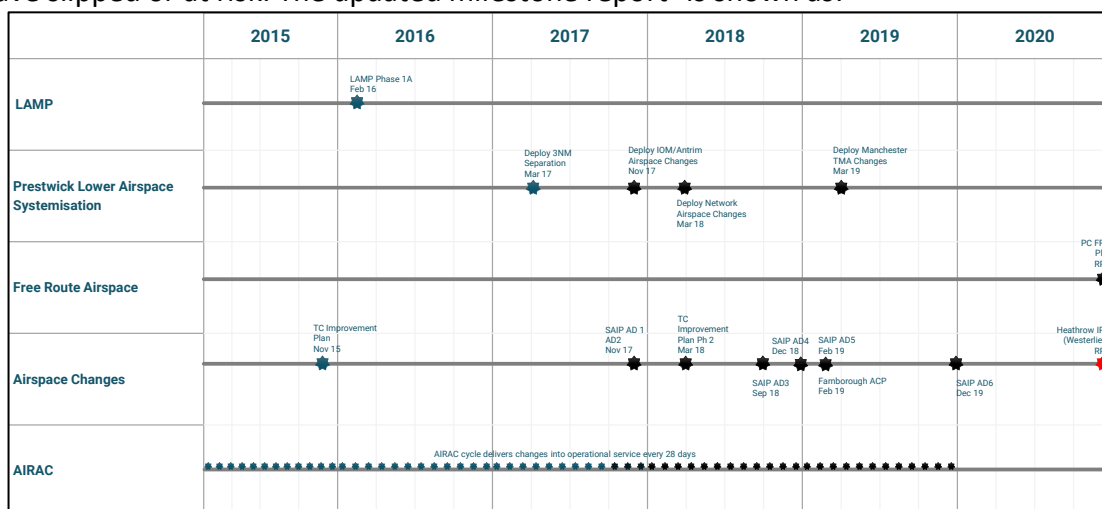 ave slipped or at risk. The updated milestone report is shown as:
2015 2016 2017 2018 2019 2020
LAMP
LAMP Phase 1A
Feb 16
Prestwick Lower Airspace
Systemisation
Deploy 3NM
Separation
Mar 17
Deploy IOM/Antrim
Airspace Changes
Nov 17
Deploy Network
Airspace Changes
Mar 18
Deploy Manchester
TMA Changes
Mar 19
Free Route Airspace
PC FR
Airspace Changes
TC Improvement
Plan
Nov 15
SAIP AD 1
AD2
Nov 17
TC
Improvement
Plan Ph 2
Mar 18
SAIP AD3
Sep 18
SAIP AD4
Dec 18
SAIP AD5
Feb 19
Farnborough ACP
Feb 19
SAIP AD6
Dec 19
Heathrow IP
(Westerlie
AIRAC
AIRAC cycle delivers changes into operational service every 28 days